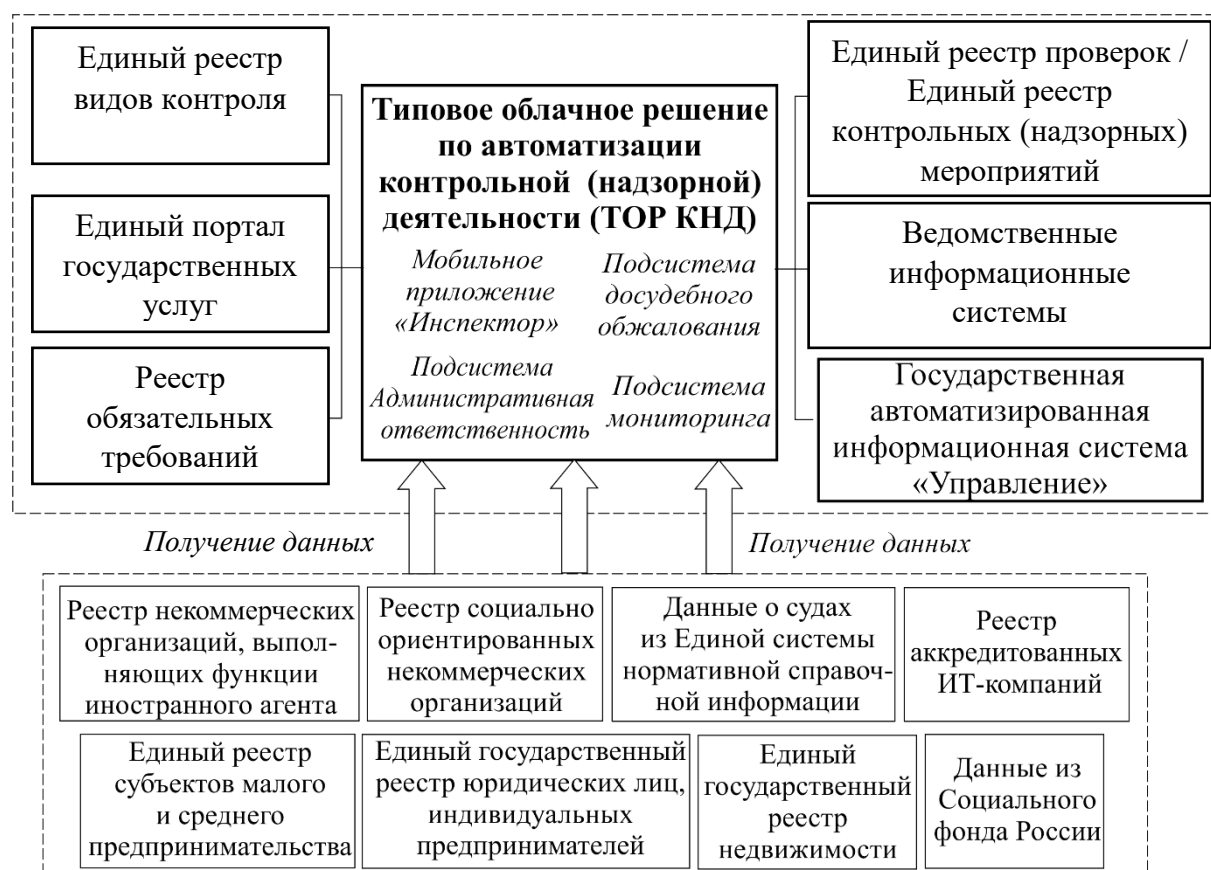 Единый реестр
видов контроля
Единый портал
государственных
услуг
Реестр
обязательных
требований
Типовое облачное решение
по автоматизации
контрольной (надзорной)
деятельности (ТОР КНД)
Мобильное
приложение
«Инспектор»
Подсистема
досудебного
обжалования
Подсистема
Административная
ответственность
Подсистема
мониторинга
Единый реестр проверок /
Единый реестр
контрольных (надзорных)
мероприятий
Ведомственные
информационные
системы
Государственная
автоматизированная
информационная система
«Управление»
Получение данных
Получение данных
Реестр некоммерческих
организаций, выпол-
няющих функции
иностранного агента
Реестр социально
ориентированных
некоммерческих
организаций
Данные о судах
из Единой системы
нормативной справоч-
ной информации
Реестр
аккредитованных
ИТ-компаний
Единый реестр
субъектов малого
и среднего
предпринимательства
Единый государственный
реестр юридических лиц,
индивидуальных
предпринимателей
Единый
государственный
реестр
недвижимости
Данные из
Социального
фонда России